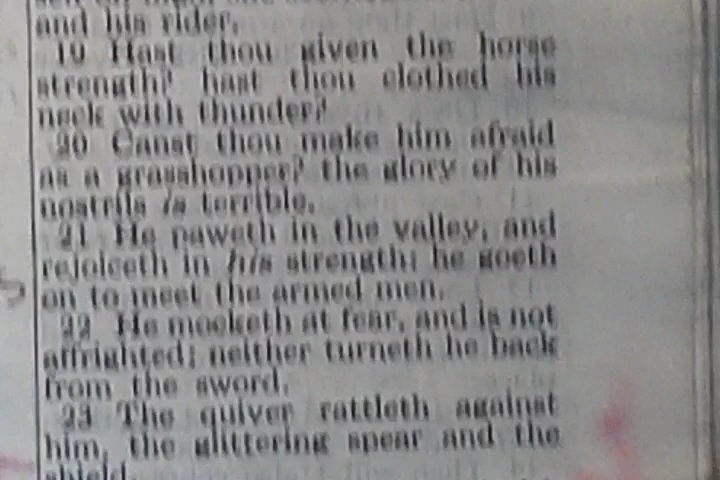 and his rider.
19 Hast thou given the horse
strength? hast thou clothed his
neck with thunder?
20 Canst thou make him afraid
as a grasshopper? the glory of his
nostrils is terrible.
21 He paweth in the valley, and
rejoiceth in his strength: he goeth
on to meet the armed men.
22 He mocketh at fear, and is not
affrighted; neither turneth he back
from the sword.
23 The quiver rattleth against
him, the glittering spear and the
shield.